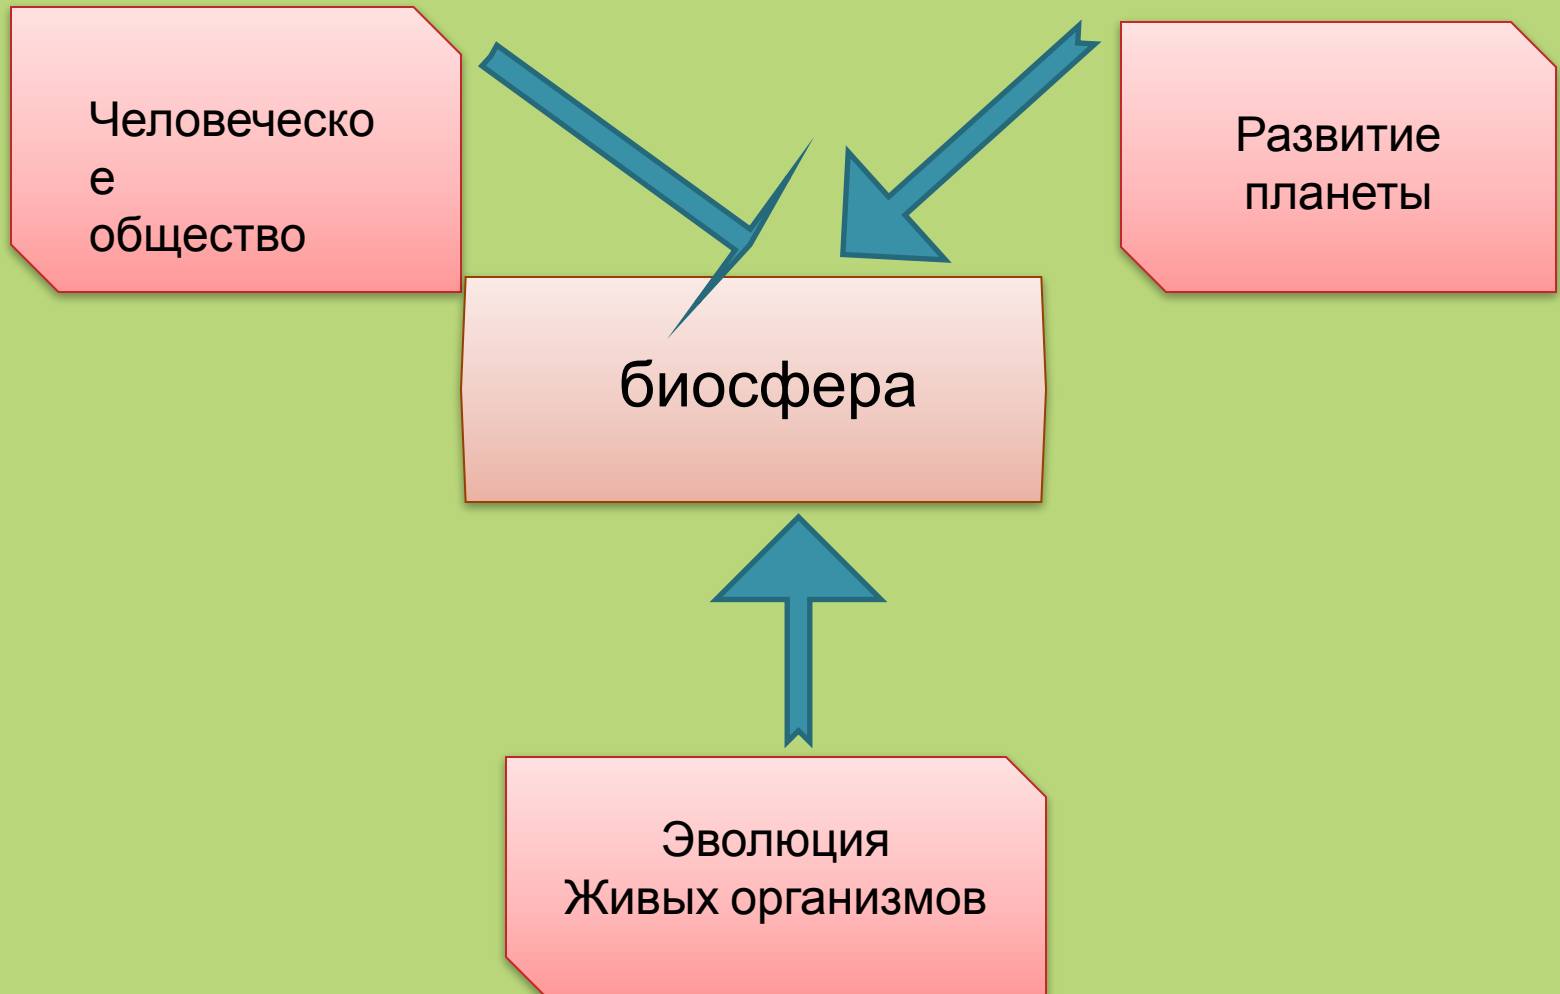 Человеческо
е
общество
Развитие
планеты
биосфера
Эволюция
Живых организмов